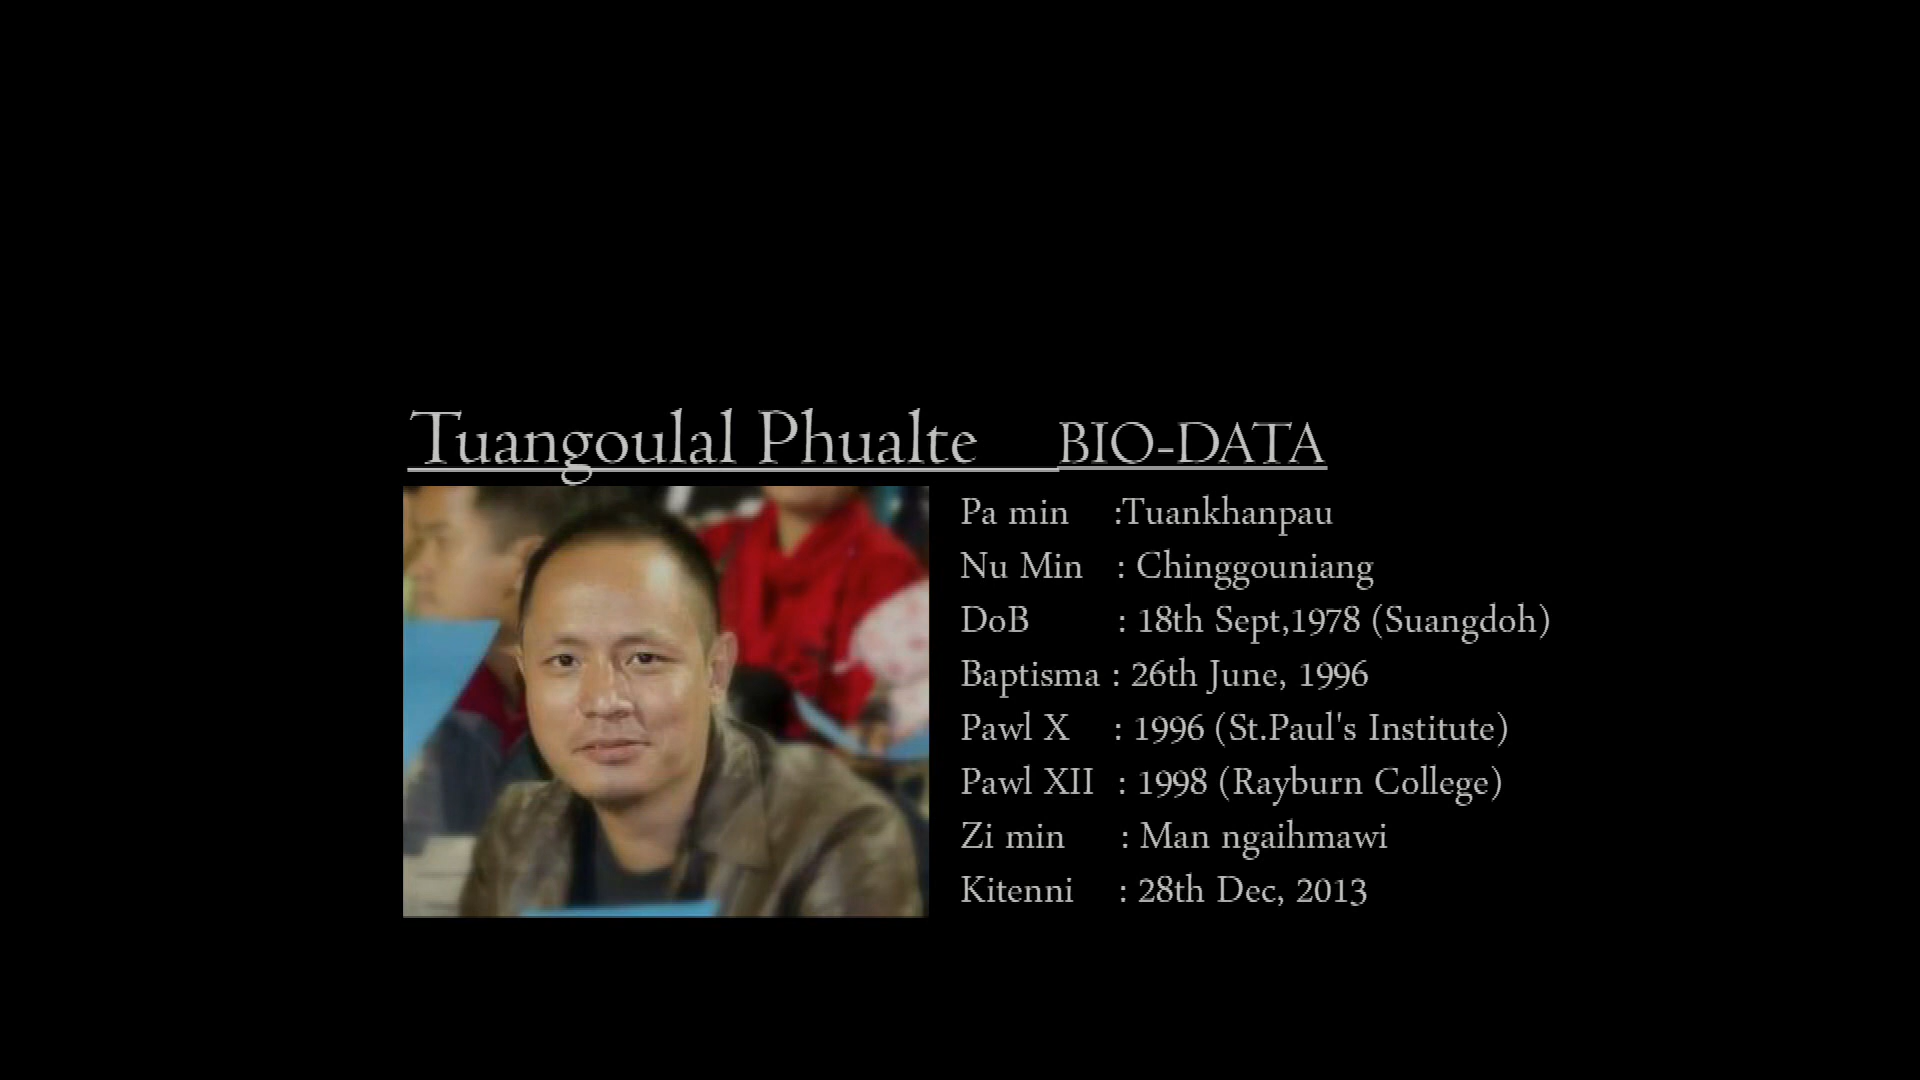 Tuangoulal Phualte BIO-DATA
Pa min :Tuankhanpau
Nu Min : Chinggouniang
DoB : 18th Sept,1978 (Suangdoh)
Baptisma : 26th June, 1996
Pawl X : 1996 (St.Paul's Institute)
Pawl XII : 1998 (Rayburn College)
Zi min : Man ngaihmawi
Kitenni : 28th Dec, 2013